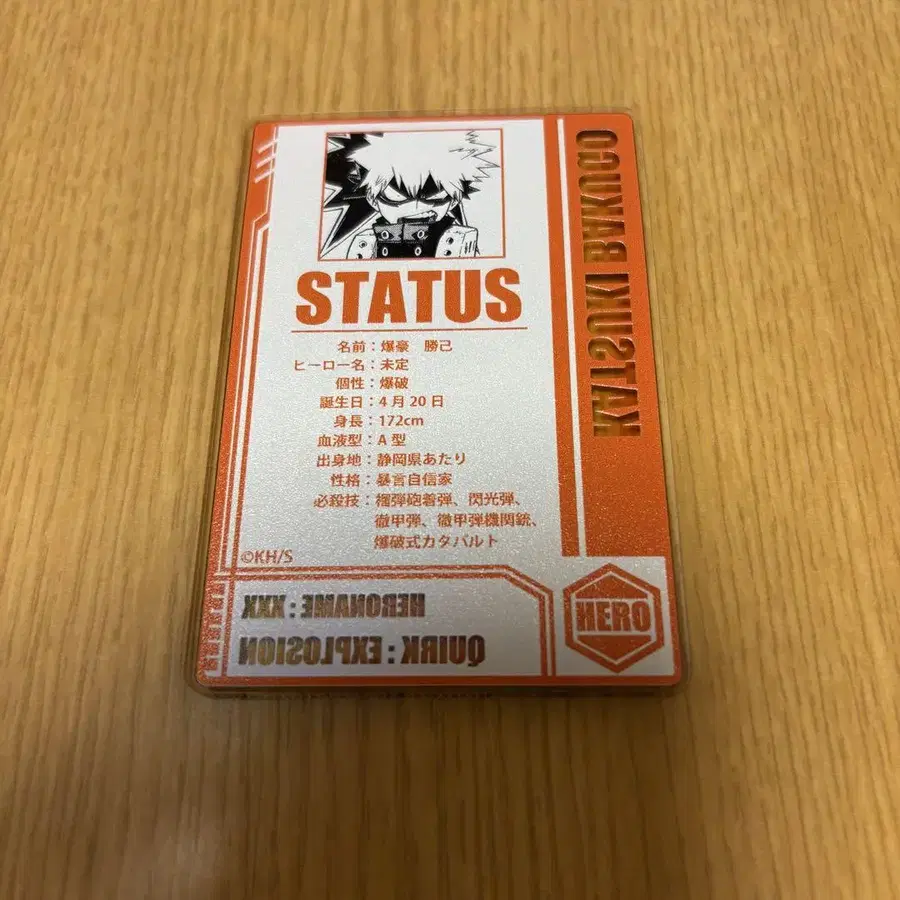 STATUS
名前：爆豪　勝己
ヒーロー名：未定
個性：爆破
誕生日：4月20日
身長：172cm
血液型：A型
出身地：静岡県あたり
性格：暴言自信家
必殺技：榴弾砲着弾、閃光弾、
徹甲弾、徹甲弾機関銃、
爆破式カタパルト
©KH/S
KATSUKI BAKUGO
HERONAME : XXX
QUIRK : EXPLOSION
HERO